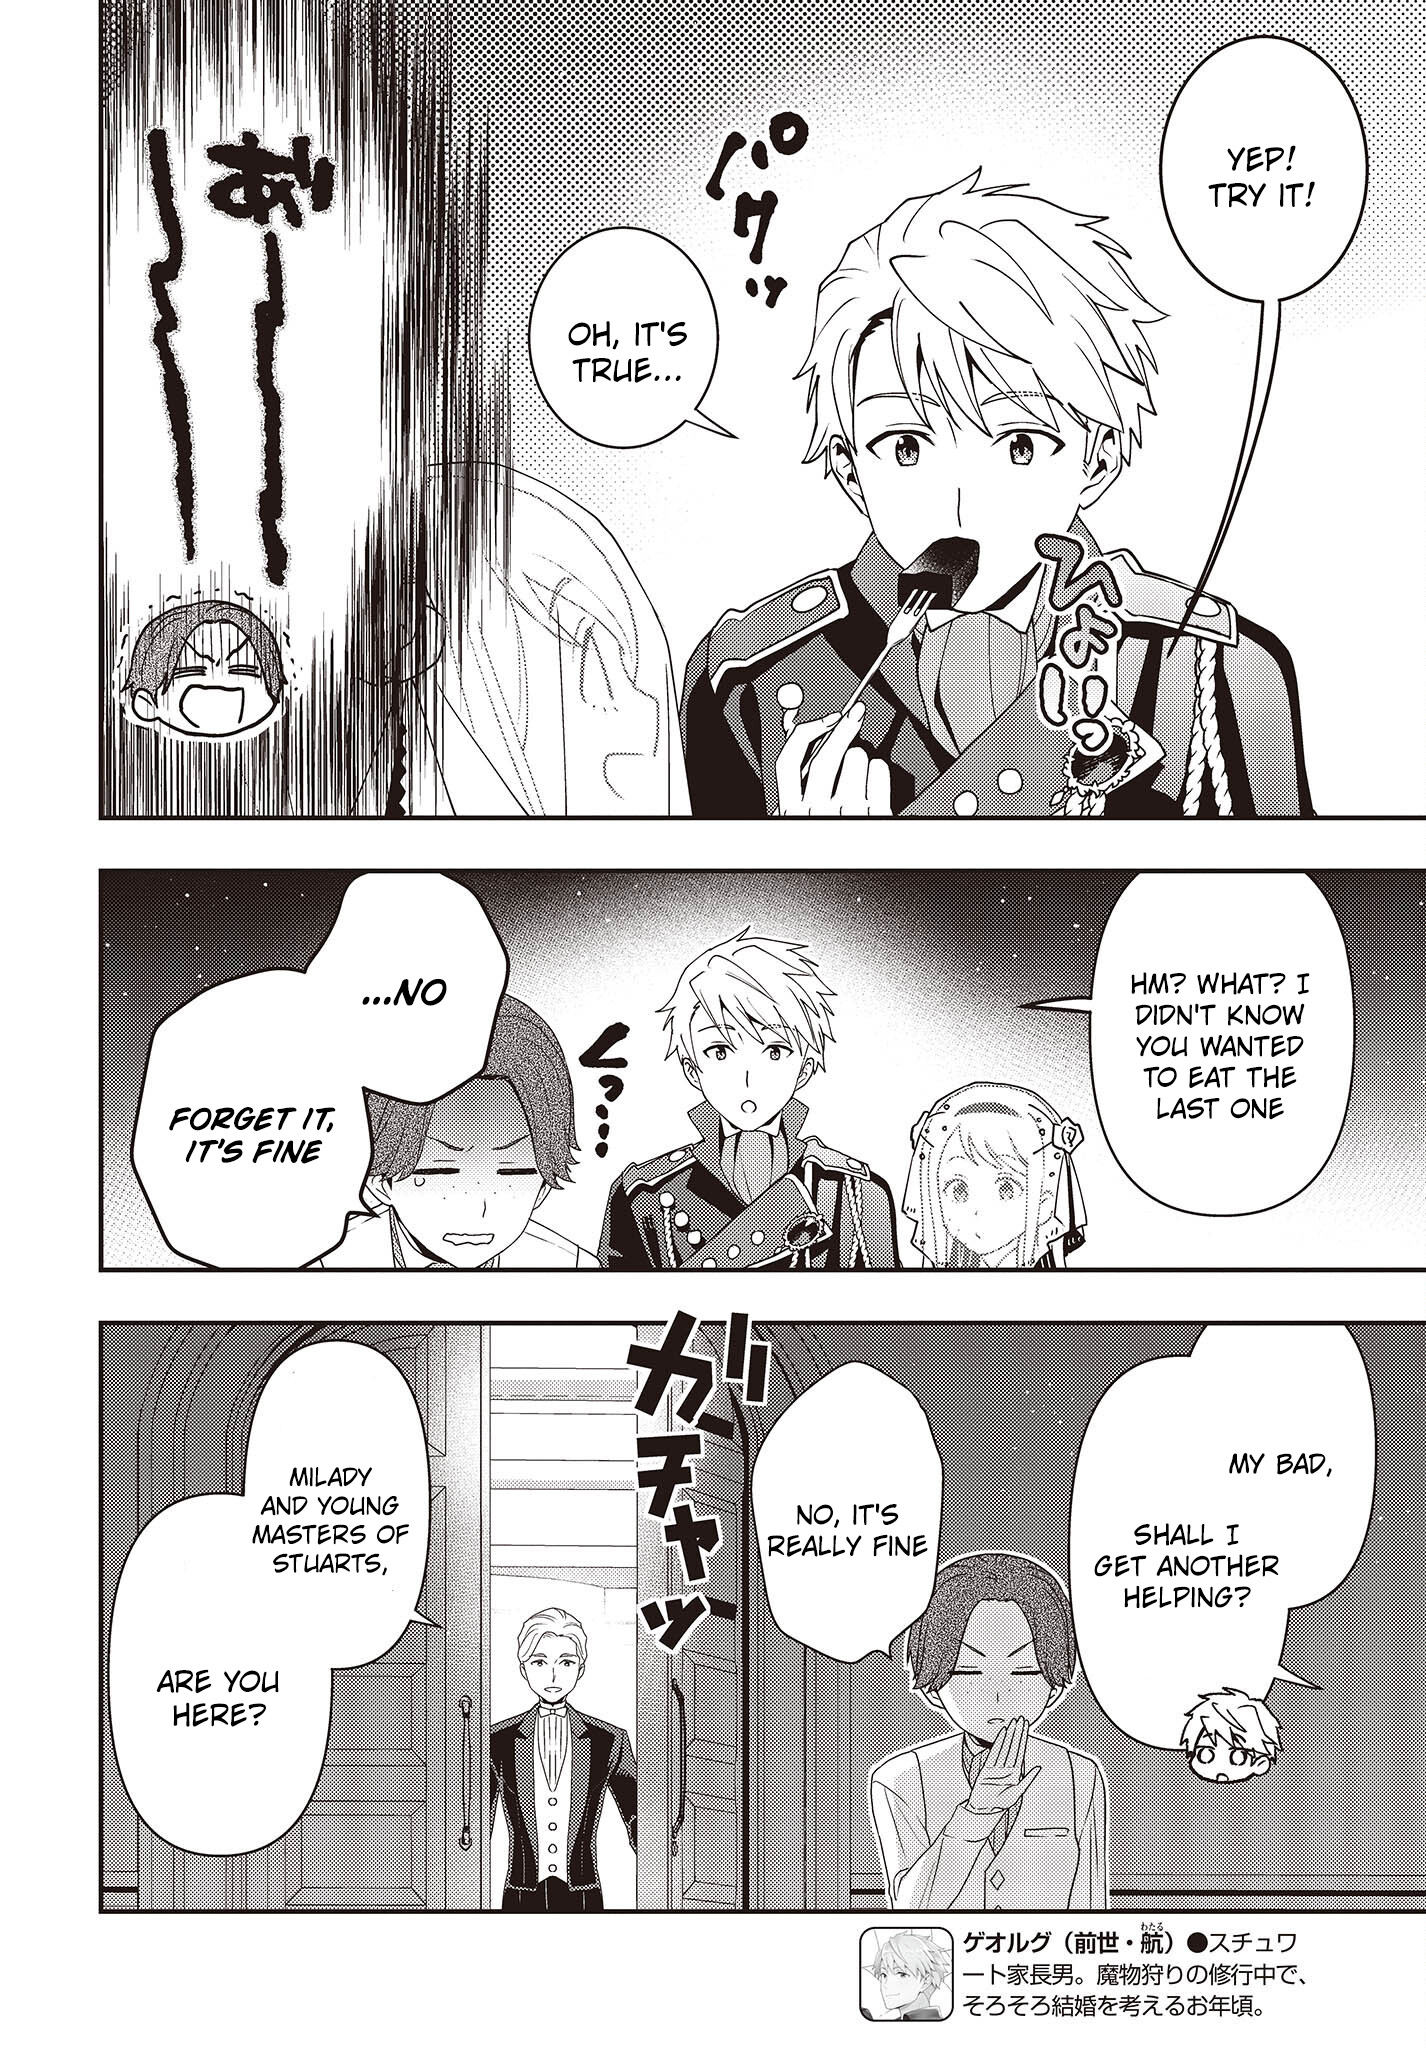 YEP!
TRY IT!
ひょいっ
パクッ
OH, IT'S
TRUE...
あ゛ぁ
HM? WHAT? I
DIDN'T KNOW
YOU WANTED
TO EAT THE
LAST ONE
くっ……
...NO
FORGET IT,
IT'S FINE
MY BAD,
SHALL I
GET ANOTHER
HELPING?
NO, IT'S
REALLY FINE
ガチャッ
MILADY
AND YOUNG
MASTERS OF
STUARTS,
ARE YOU
HERE?
ゲオルグ（前世・航）●スチュワ
わたる
ート家長男。魔物狩りの修行中で、
そろそろ結婚を考えるお年頃。